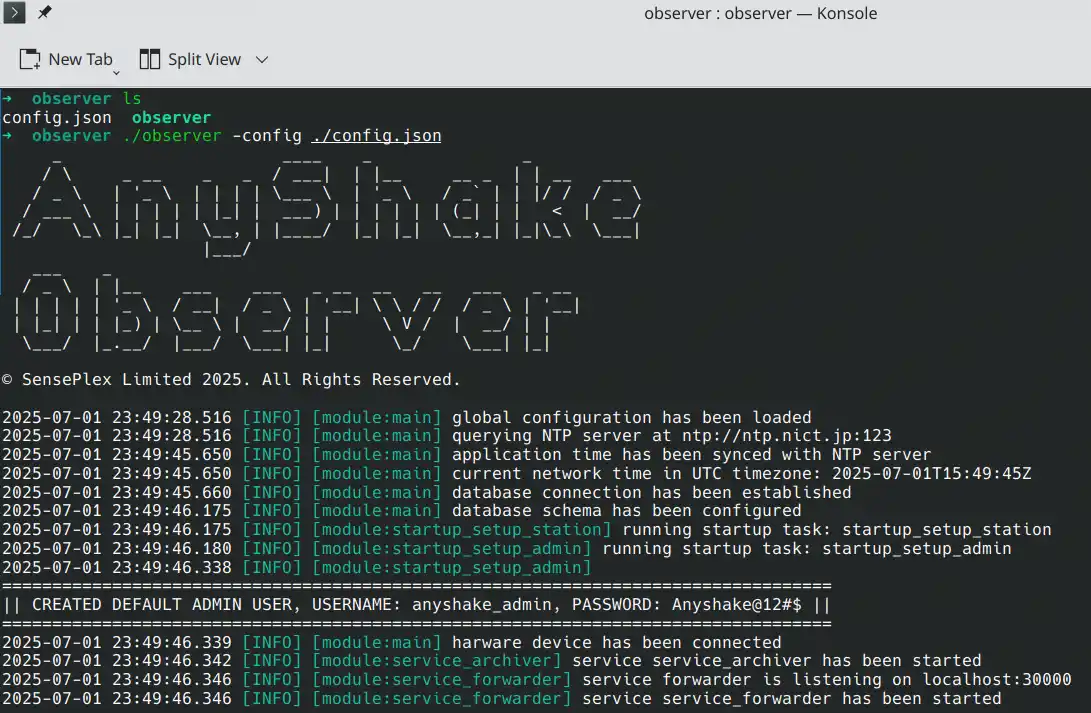 observer : observer — Konsole
New Tab
Split View
➜ observer ls
config.json observer
➜ observer ./observer -config ./config.json
AnyShake
Observer
© SensePlex Limited 2025. All Rights Reserved.
2025-07-01 23:49:28.516 [INFO] [module:main] global configuration has been loaded
2025-07-01 23:49:28.516 [INFO] [module:main] querying NTP server at ntp://ntp.nict.jp:123
2025-07-01 23:49:45.650 [INFO] [module:main] application time has been synced with NTP server
2025-07-01 23:49:45.650 [INFO] [module:main] current network time in UTC timezone: 2025-07-01T15:49:45Z
2025-07-01 23:49:45.660 [INFO] [module:main] database connection has been established
2025-07-01 23:49:46.175 [INFO] [module:main] database schema has been configured
2025-07-01 23:49:46.175 [INFO] [module:startup_setup_station] running startup task: startup_setup_station
2025-07-01 23:49:46.180 [INFO] [module:startup_setup_admin] running startup task: startup_setup_admin
2025-07-01 23:49:46.338 [INFO] [module:startup_setup_admin]
===================================================================================
|| CREATED DEFAULT ADMIN USER, USERNAME: anyshake_admin, PASSWORD: Anyshake@12#$ ||
===================================================================================
2025-07-01 23:49:46.339 [INFO] [module:main] harware device has been connected
2025-07-01 23:49:46.342 [INFO] [module:service_archiver] service service_archiver has been started
2025-07-01 23:49:46.346 [INFO] [module:service_forwarder] service forwarder is listening on localhost:30000
2025-07-01 23:49:46.346 [INFO] [module:service_forwarder] service service_forwarder has been started